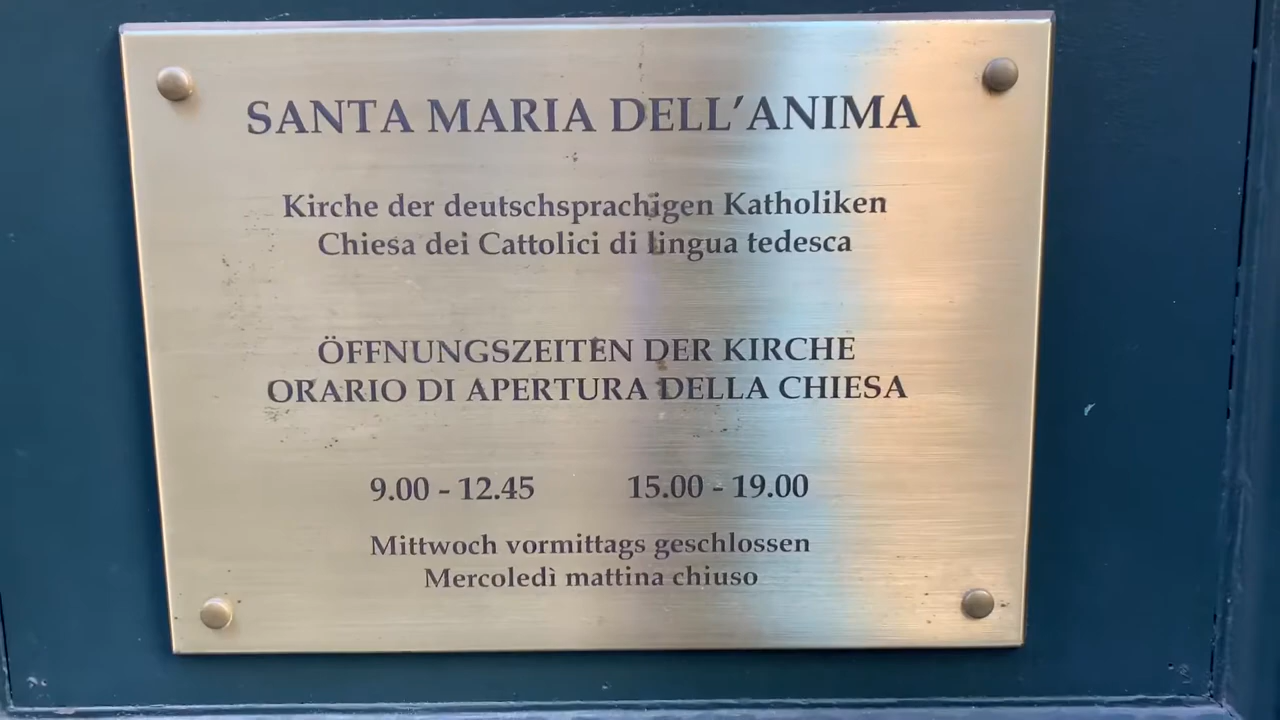 SANTA MARIA DELL'ANIMA
Kirche der deutschsprachigen Katholiken
Chiesa dei Cattolici di lingua tedesca
ÖFFNUNGSZEITEN DER KIRCHE
ORARIO DI APERTURA DELLA CHIESA
9.00 - 12.45 15.00 - 19.00
Mittwoch vormittags geschlossen
Mercoledì mattina chiuso